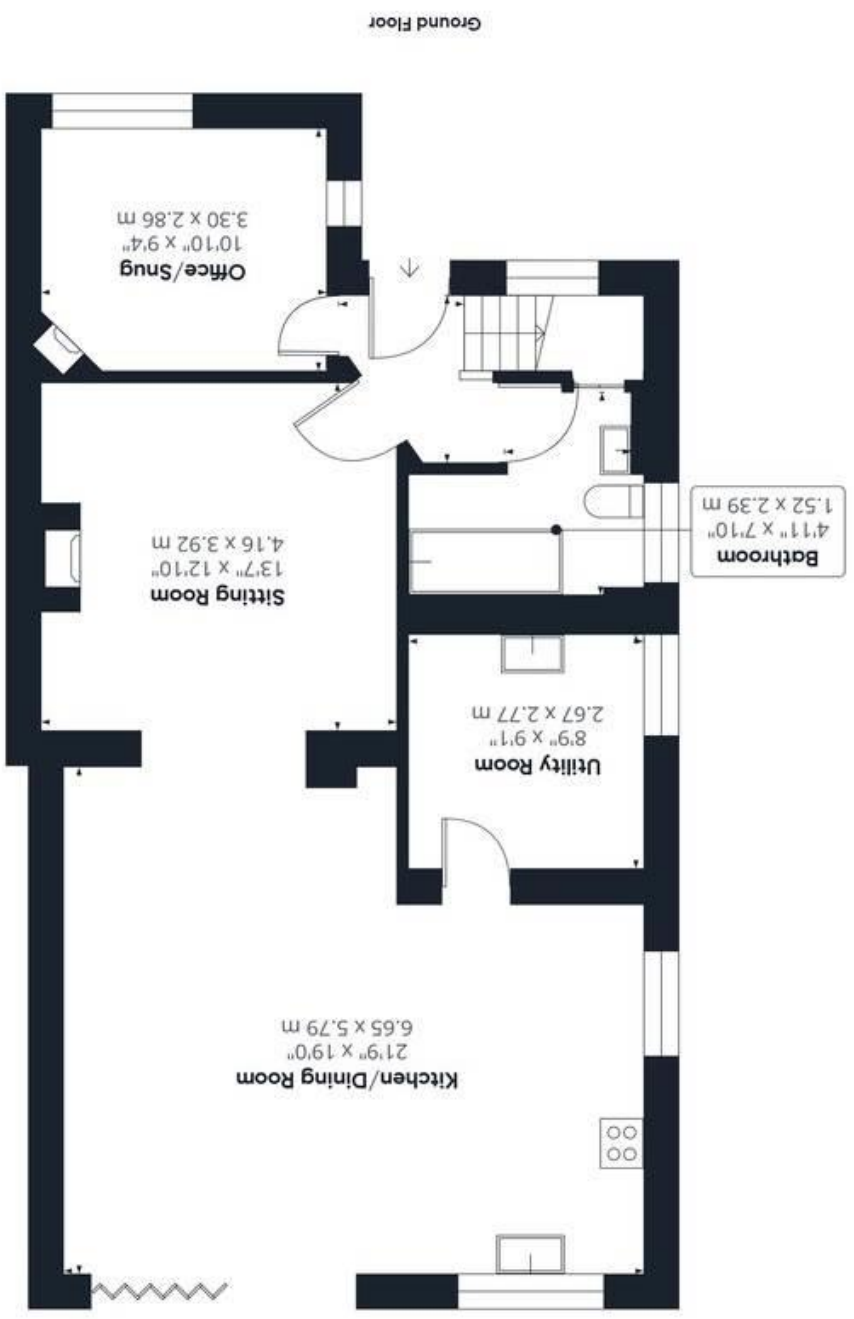 Kitchen/Dining Room
21'9" x 19'0"
6.65 x 5.79 m
Utility Room
8'9" x 9'1"
2.67 x 2.77 m
Sitting Room
13'7" x 12'10"
4.16 x 3.92 m
Bathroom
4'11" x 7'10"
1.52 x 2.39 m
Office/Snug
10'10" x 9'4"
3.30 x 2.86 m
Ground Floor